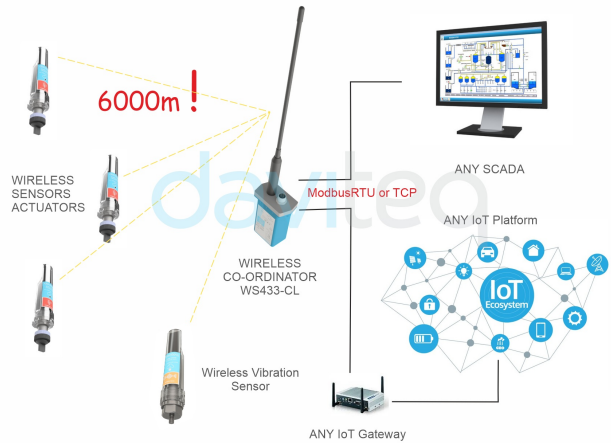 6000m !
WIRELESS
SENSORS
ACTUATORS
daviteq
ModbusRTU or TCP
ANY SCADA
ANY IoT Platform
WIRELESS
CO-ORDINATOR
WS433-CL
IoT
Ecosystem
Wireless Vibration
Sensor
ANY IoT Gateway